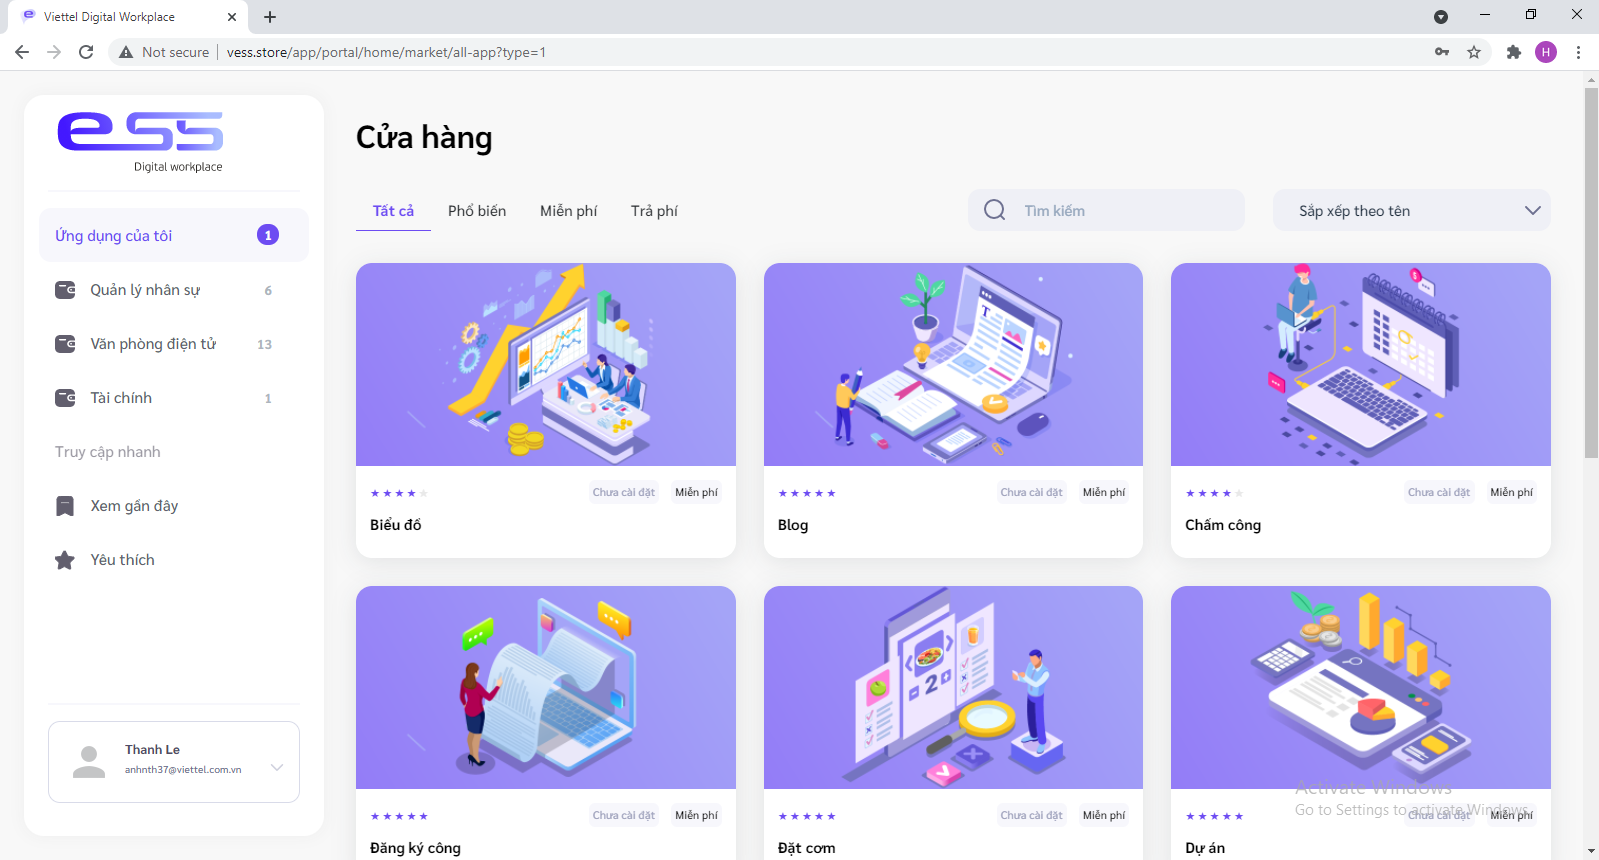 Viettel Digital Workplace
Not secure
vess.store/app/portal/home/market/all-app?type=1
H
ess
Digital workplace
Ứng dụng của tôi 1
Quản lý nhân sự 6
Văn phòng điện tử 13
Tài chính 1
Truy cập nhanh
Xem gần đây
Yêu thích
Thanh Le
anhnth37@viettel.com.vn
Cửa hàng
Tất cả Phổ biến Miễn phí Trả phí
Tìm kiếm
Sắp xếp theo tên
Chưa cài đặt Miễn phí
Biểu đồ
T
Chưa cài đặt Miễn phí
Blog
Chưa cài đặt Miễn phí
Chấm công
Chưa cài đặt Miễn phí
Đăng ký công
2
Chưa cài đặt Miễn phí
Đặt cơm
Chưa cài đặt Miễn phí
Dự án
Activate Windows
Go to Settings to activate Windows.